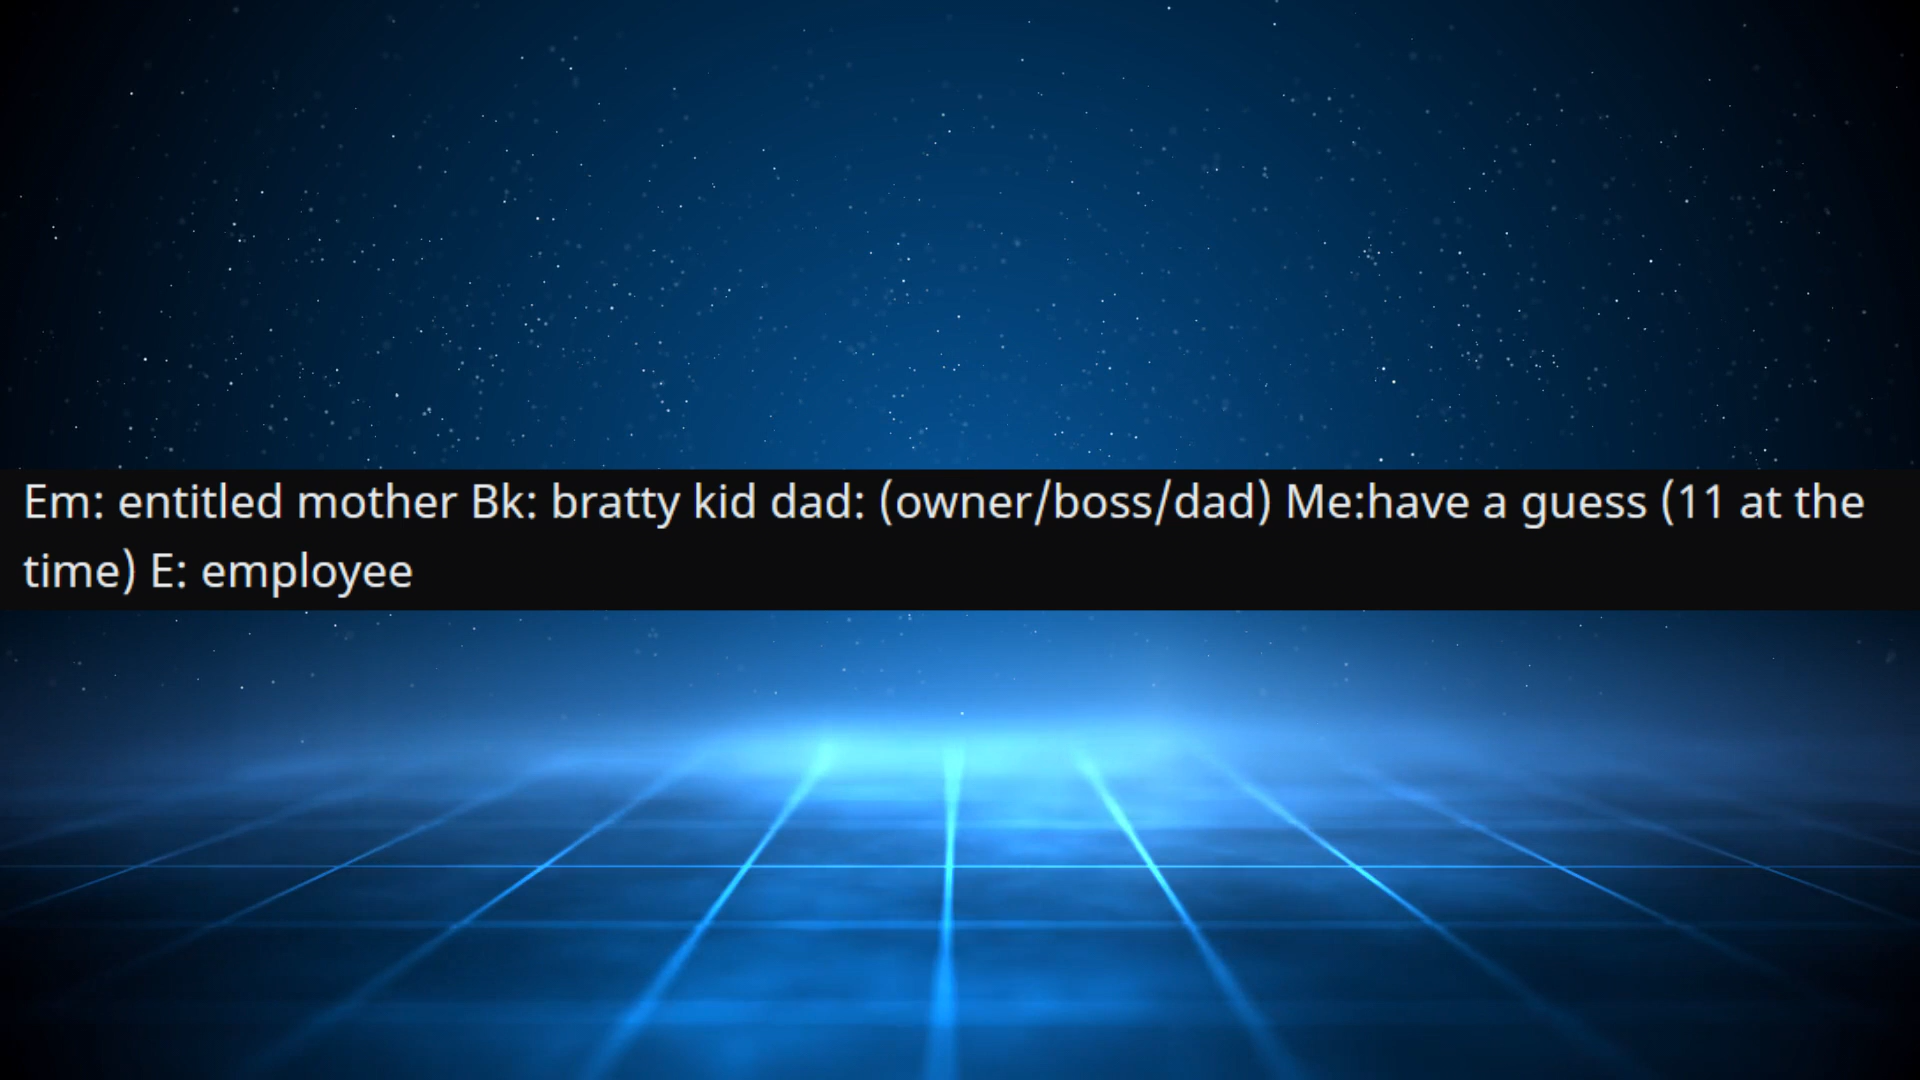 Em: entitled mother Bk: bratty kid dad: (owner/boss/dad) Me:have a guess (11 at the
time) E: employee